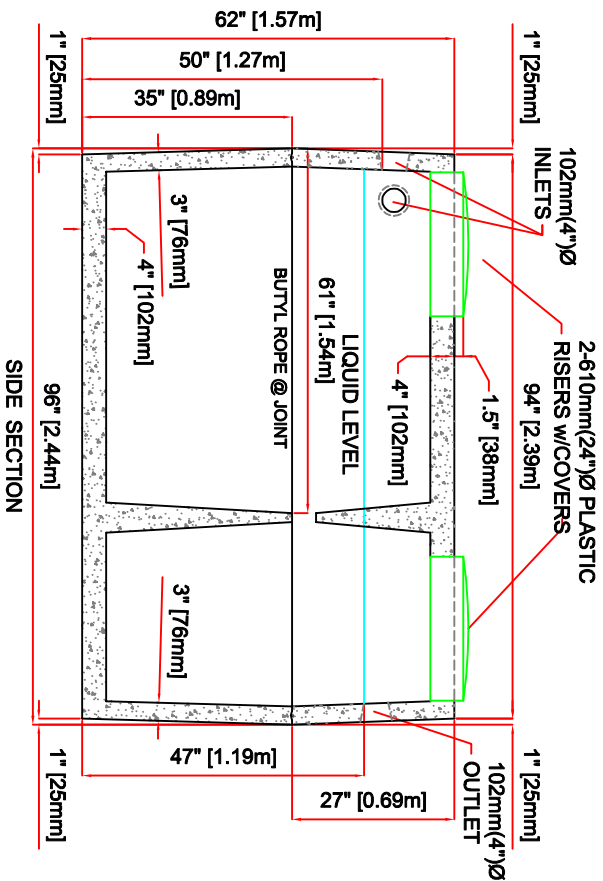 62" [1.57m]
50" [1.27m]
35" [0.89m]
1" [25mm]
1" [25mm]
102mm(4")Ø
INLETS
2-610mm(24")Ø PLASTIC
RISERS w/COVERS
94" [2.39m]
1.5" [38mm]
4" [102mm]
LIQUID LEVEL
61" [1.54m]
BUTYL ROPE @ JOINT
3" [76mm]
4" [102mm]
3" [76mm]
96" [2.44m]
SIDE SECTION
47" [1.19m]
27" [0.69m]
102mm(4")Ø
OUTLET
1" [25mm]
1" [25mm]